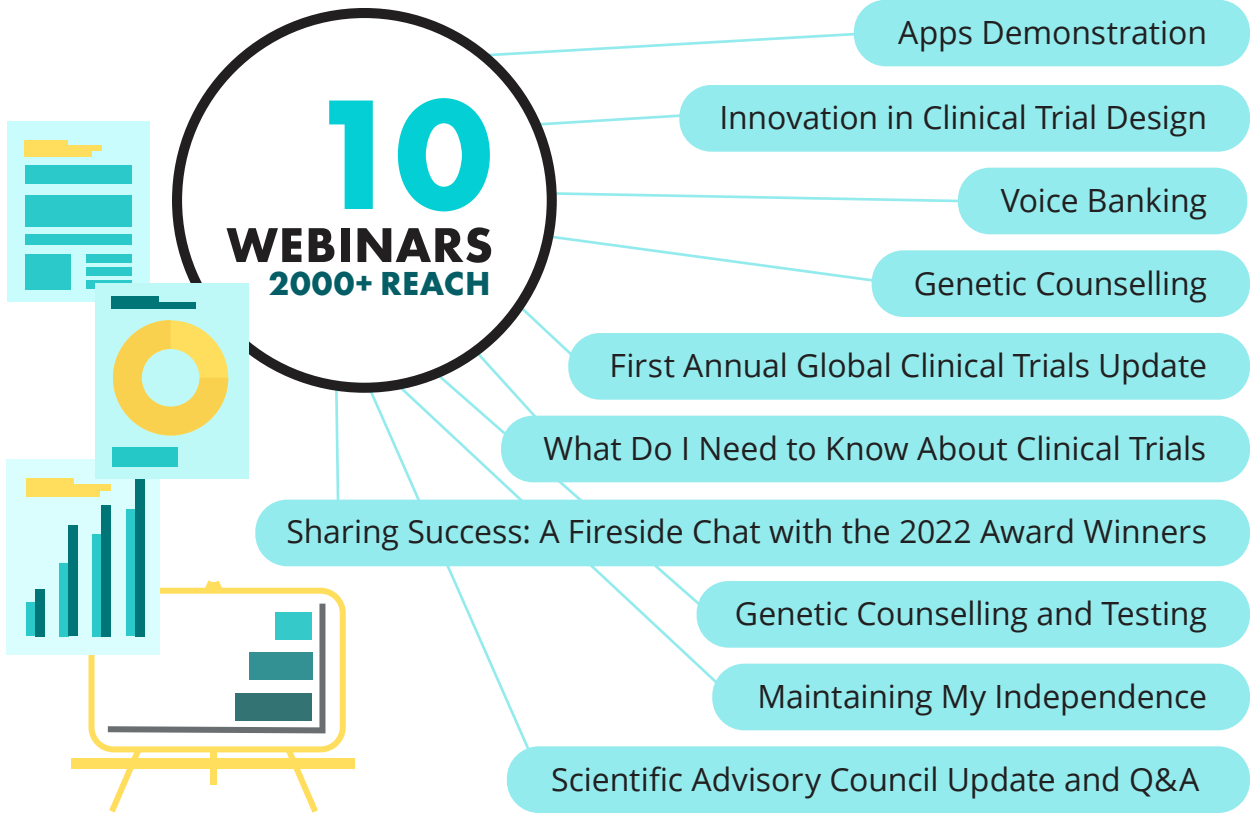 10
WEBINARS
2000+ REACH
Apps Demonstration
Innovation in Clinical Trial Design
Voice Banking
Genetic Counselling
First Annual Global Clinical Trials Update
What Do I Need to Know About Clinical Trials
Sharing Success: A Fireside Chat with the 2022 Award Winners
Genetic Counselling and Testing
Maintaining My Independence
Scientific Advisory Council Update and Q&A